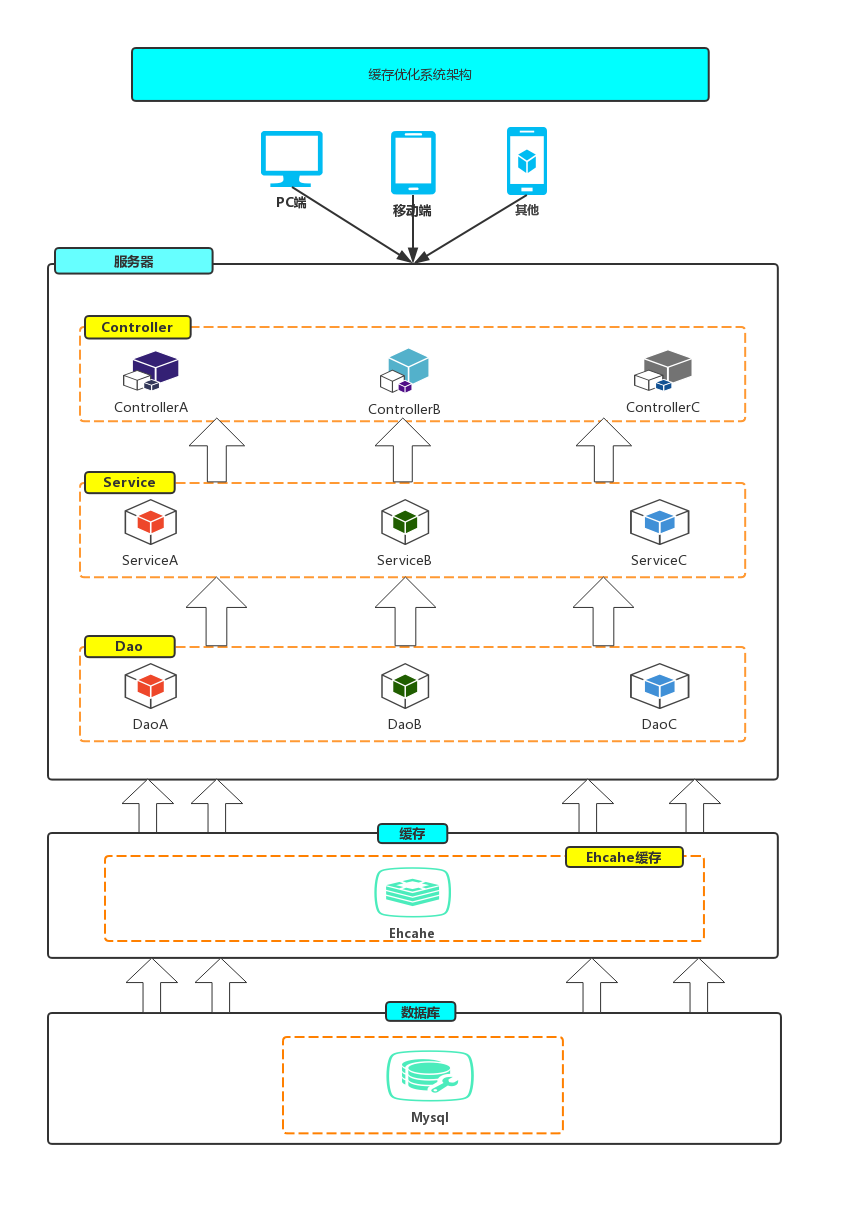 缓存优化系统架构
PC端
移动端
其他
服务器
Controller
ControllerA
ControllerB
ControllerC
Service
ServiceA
ServiceB
ServiceC
Dao
DaoA
DaoB
DaoC
缓存
Ehcahe缓存
Ehcahe
数据库
Mysql